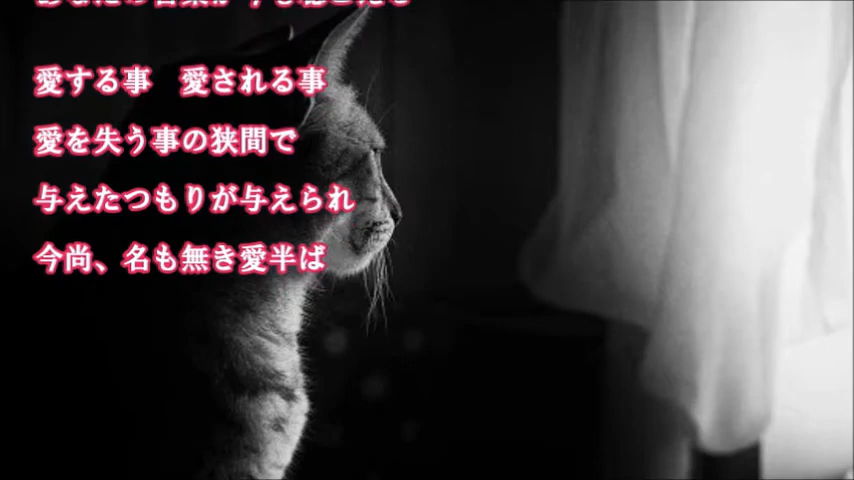 愛する事　愛される事
愛を失う事の狭間で
与えたつもりが与えられ
今尚、名も無き愛半ば